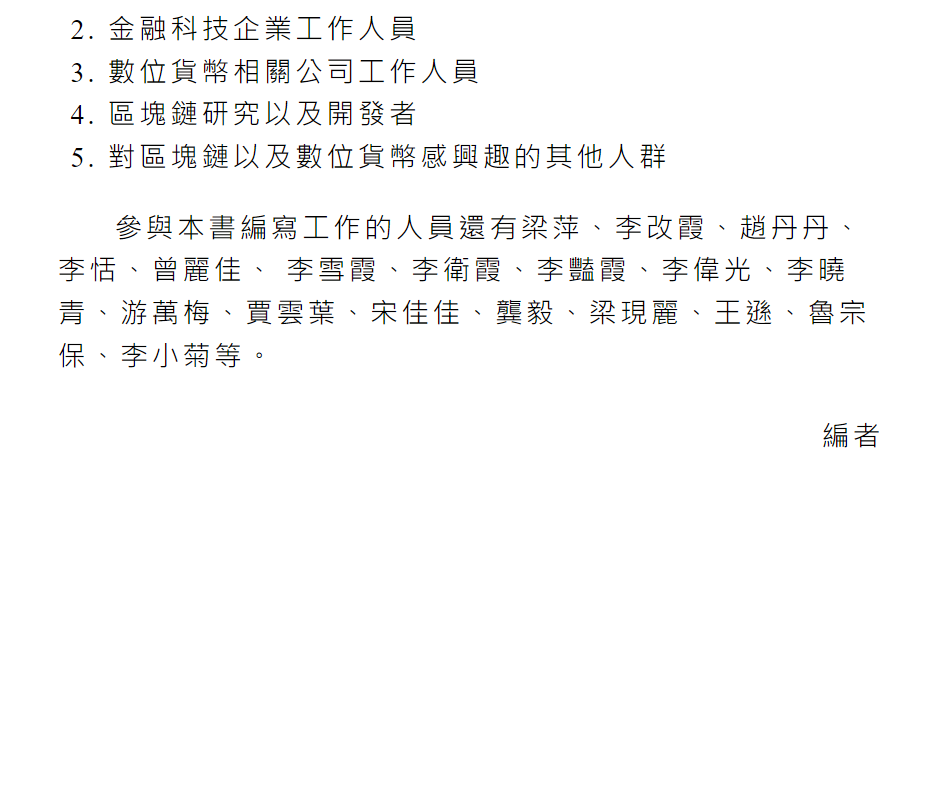 2. 金融科技企業工作人員
3. 數位貨幣相關公司工作人員
4. 區塊鏈研究以及開發者
5. 對區塊鏈以及數位貨幣感興趣的其他人群
參與本書編寫工作的人員還有梁萍、李改霞、趙丹丹、
李恬、曾麗佳、 李雪霞、李衛霞、李豔霞、李偉光、李曉
青、游萬梅、賈雲葉、宋佳佳、龔毅、梁現麗、王遜、魯宗
保、李小菊等。
編者